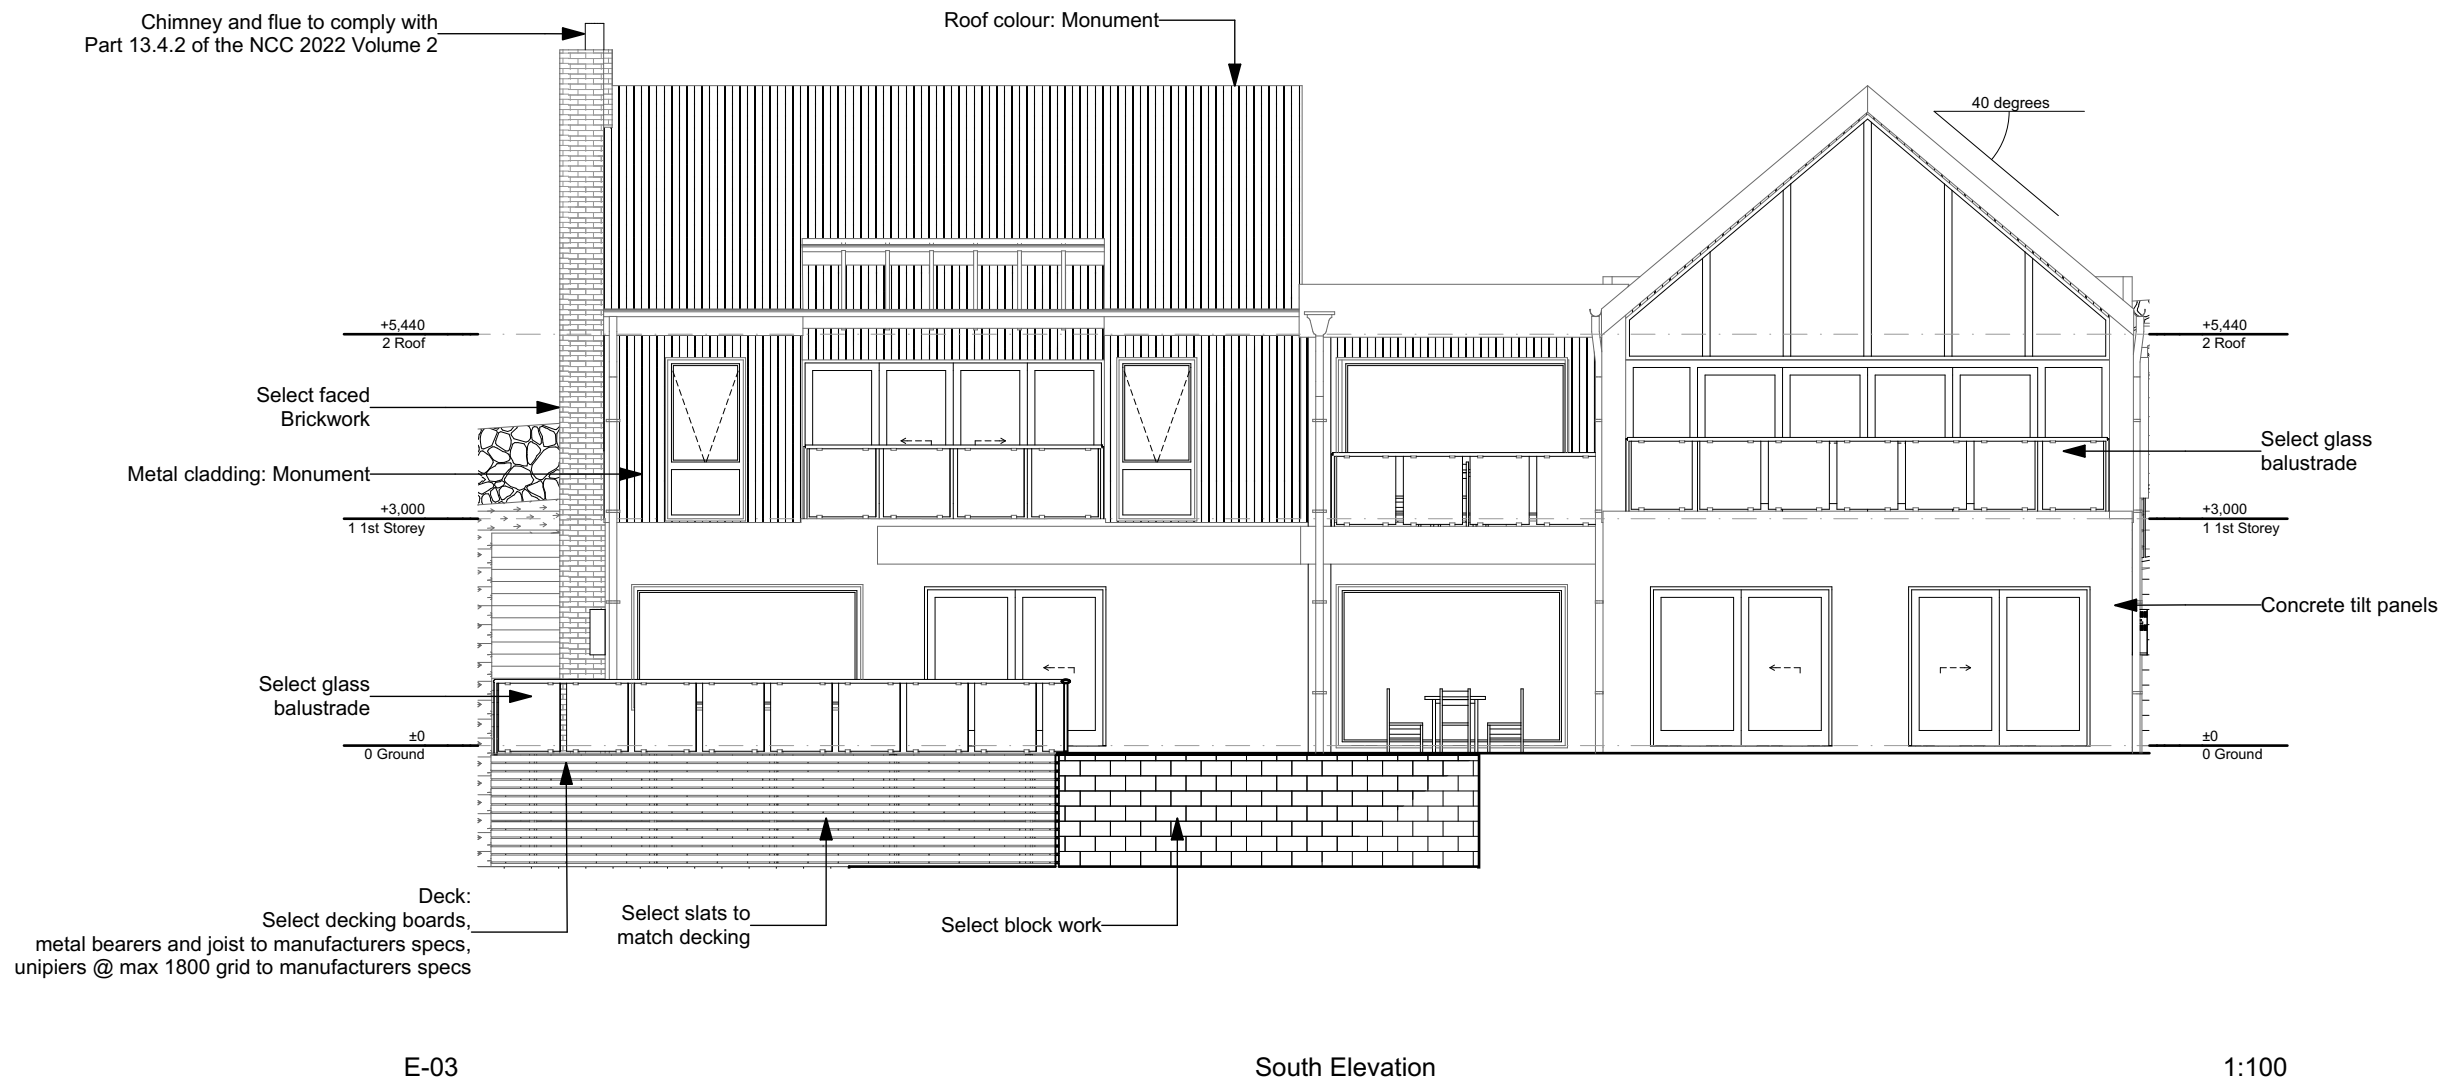 Chimney and flue to comply with
Part 13.4.2 of the NCC 2022 Volume 2
Roof colour: Monument
40 degrees
+5,440
2 Roof
+5,440
2 Roof
Select faced
Brickwork
Select glass
balustrade
Metal cladding: Monument
+3,000
1 1st Storey
+3,000
1 1st Storey
Concrete tilt panels
Select glass
balustrade
±0
0 Ground
±0
0 Ground
Deck:
Select decking boards,
metal bearers and joist to manufacturers specs,
unipiers @ max 1800 grid to manufacturers specs
Select slats to
match decking
Select block work
E-03
South Elevation
1:100